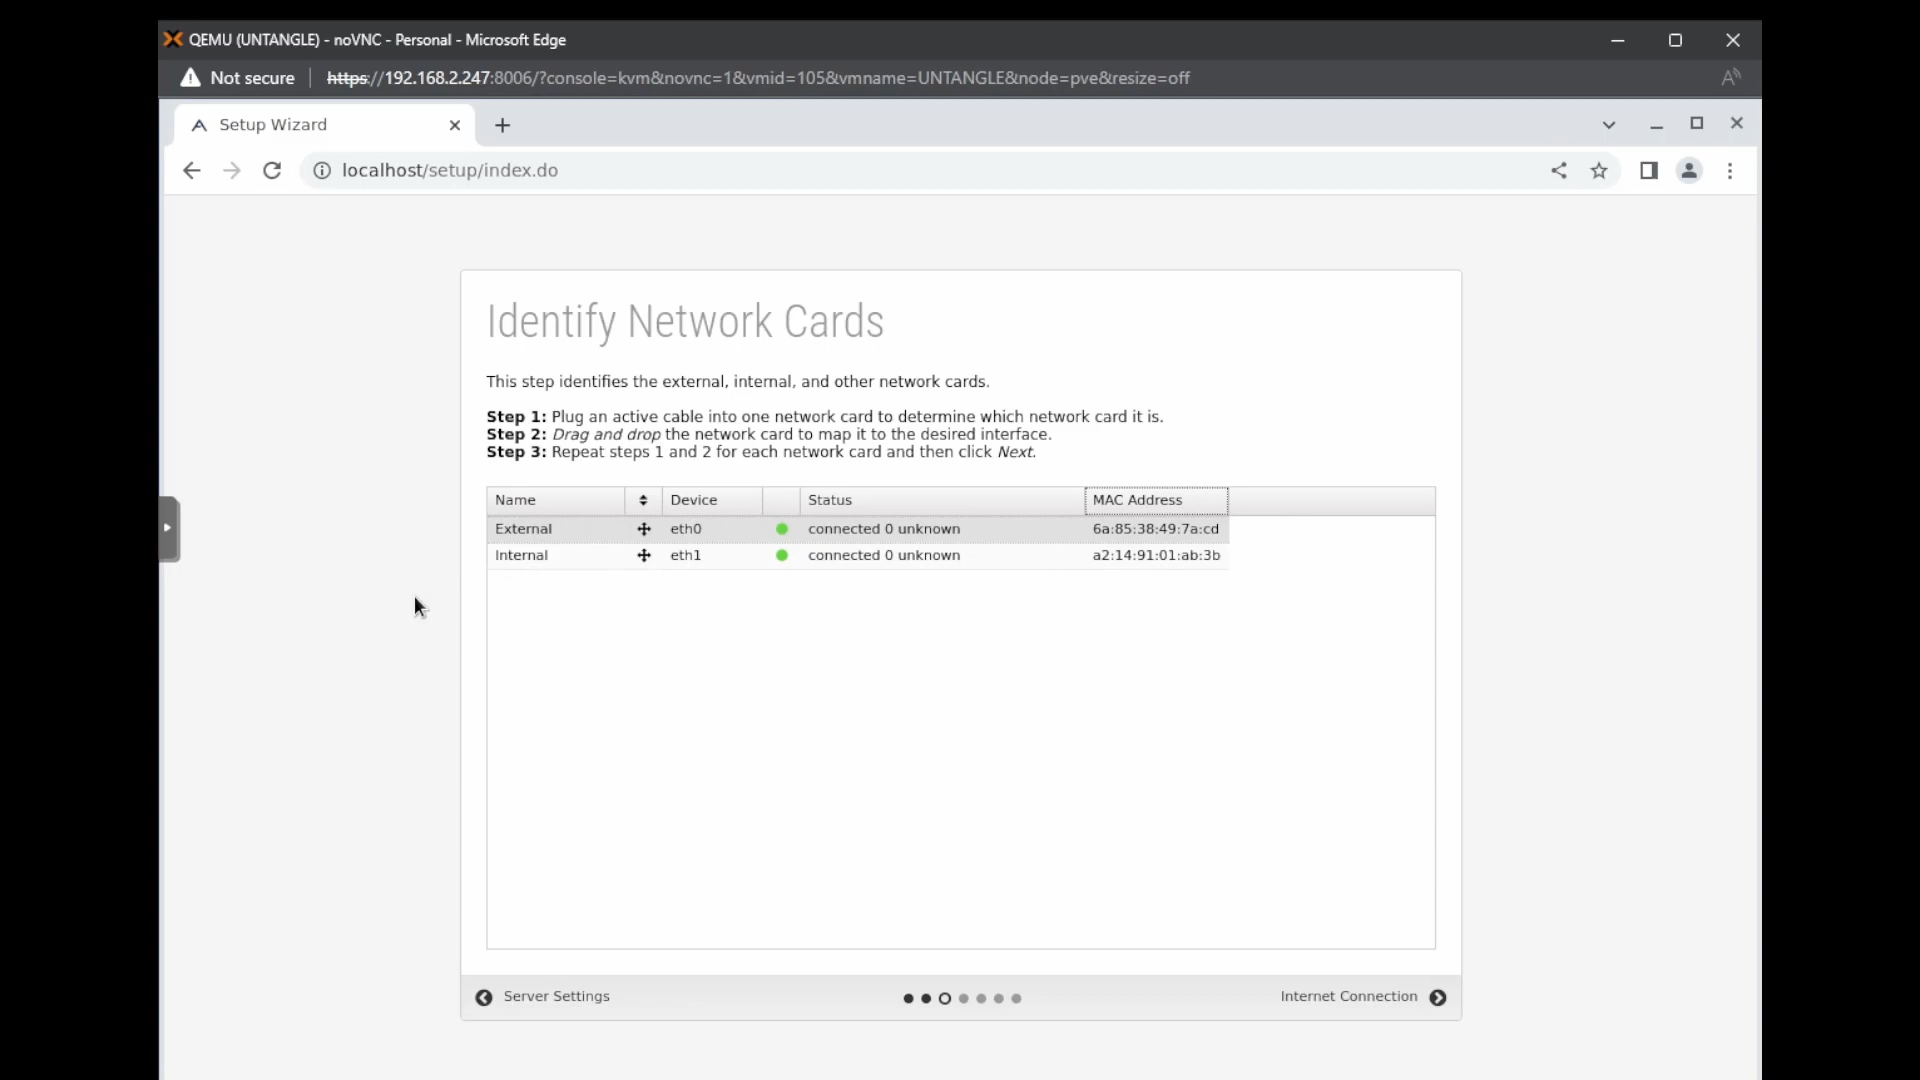 QEMU (UNTANGLE) - noVNC - Personal - Microsoft Edge
Not secure | https://192.168.2.247:8006/?console=kvm&novnc=1&vmid=105&vmname=UNTANGLE&node=pve&resize=off
Setup Wizard
localhost/setup/index.do
Identify Network Cards
This step identifies the external, internal, and other network cards.
Step 1: Plug an active cable into one network card to determine which network card it is.
Step 2: Drag and drop the network card to map it to the desired interface.
Step 3: Repeat steps 1 and 2 for each network card and then click Next.
Name Device Status MAC Address
External eth0 connected 0 unknown 6a:85:38:49:7a:cd
Internal eth1 connected 0 unknown a2:14:91:01:ab:3b
Server Settings Internet Connection